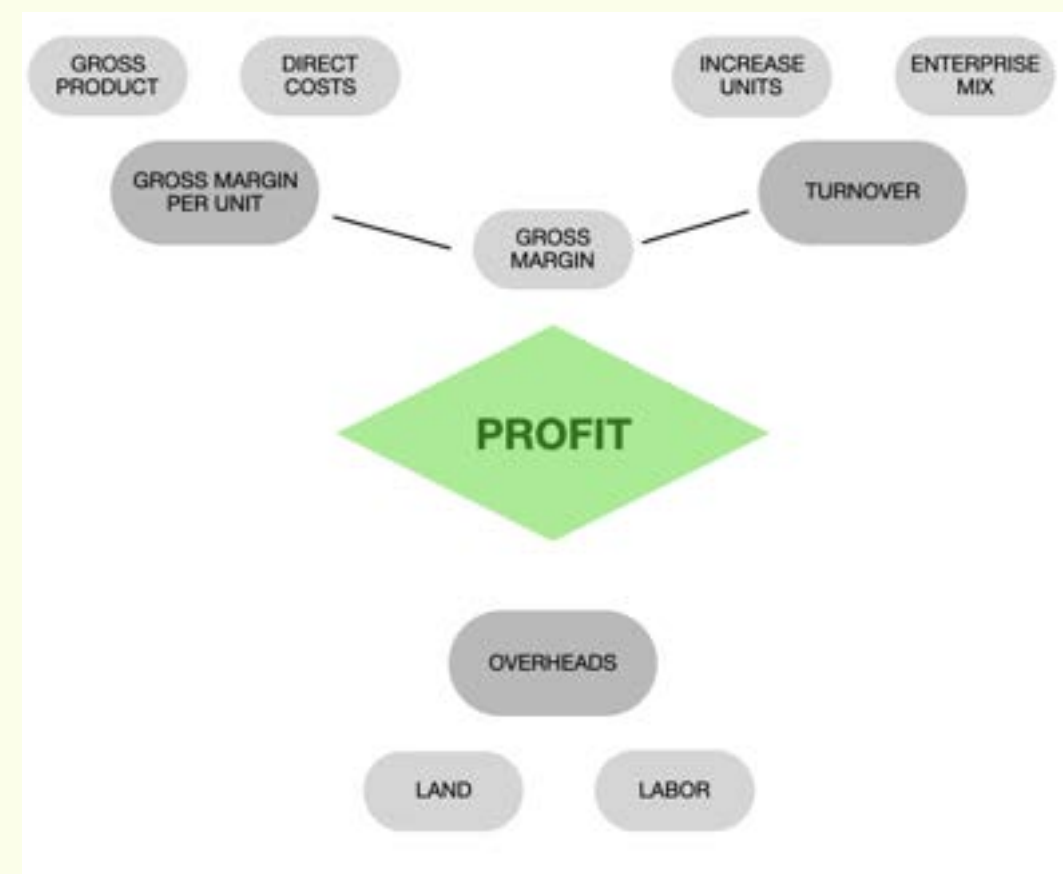 GROSS
PRODUCT
DIRECT
COSTS
INCREASE
UNITS
ENTERPRISE
MIX
GROSS MARGIN
PER UNIT
TURNOVER
GROSS
MARGIN
PROFIT
OVERHEADS
LAND
LABOR